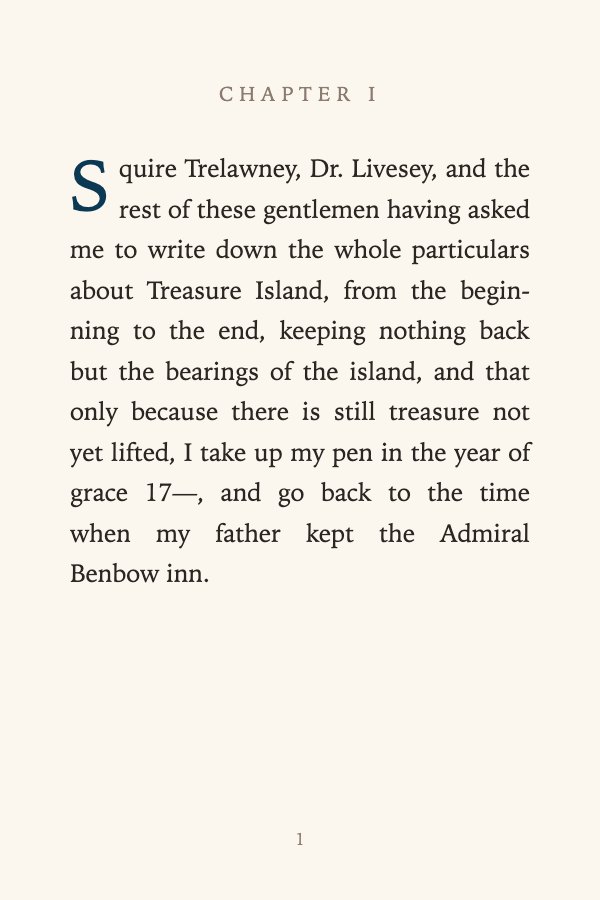 CHAPTER I
Squire Trelawney, Dr. Livesey, and the
rest of these gentlemen having asked
me to write down the whole particulars
about Treasure Island, from the begin-
ning to the end, keeping nothing back
but the bearings of the island, and that
only because there is still treasure not
yet lifted, I take up my pen in the year of
grace 17—, and go back to the time
when my father kept the Admiral
Benbow inn.
1